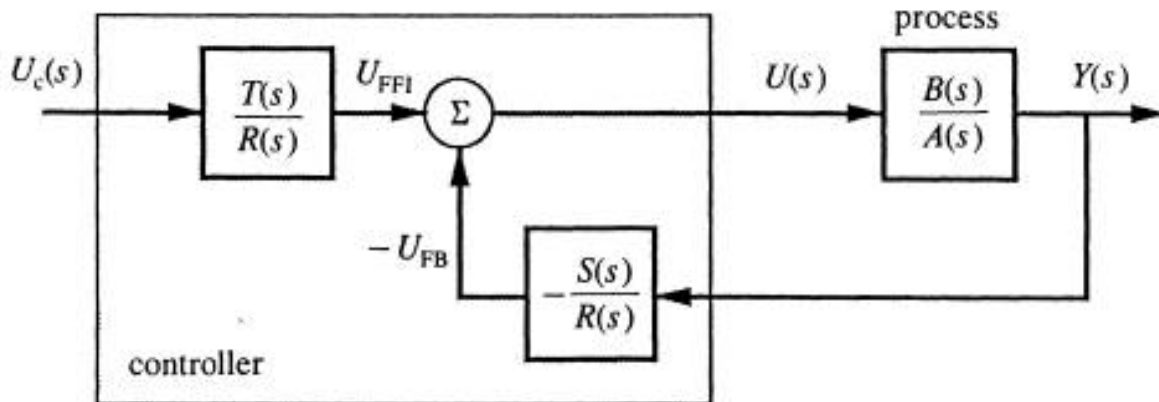 process
U_c(s)
T(s)
R(s)
U_FF1
Σ
U(s)
B(s)
A(s)
Y(s)
− U_FB
− S(s)
R(s)
controller